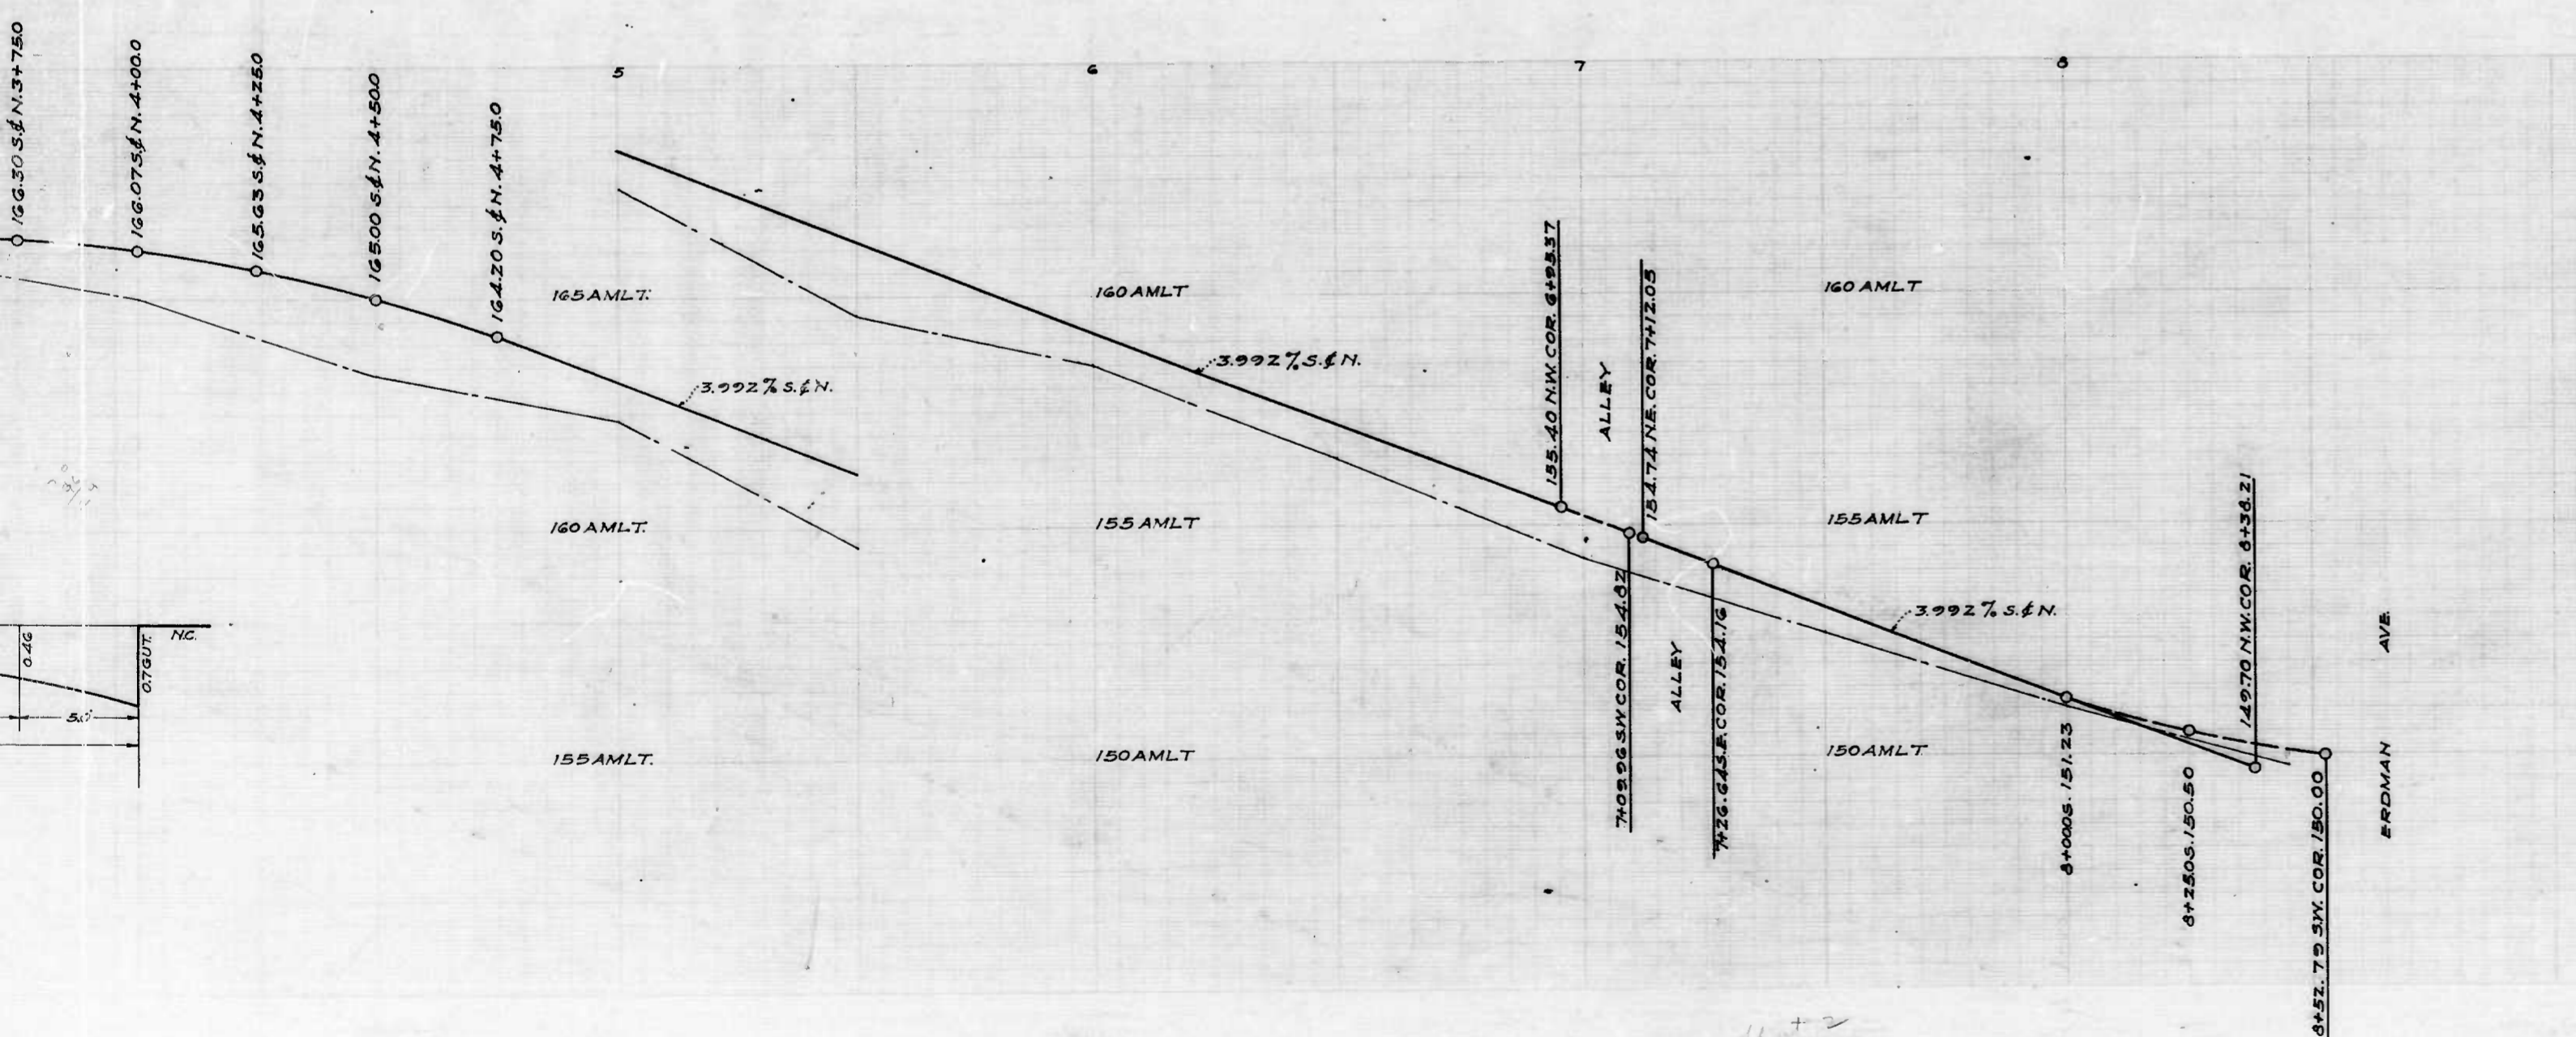 166.30 S.¢N. 3+75.0
166.07 S.¢N. 4+00.0
165.63 S.¢N. 4+25.0
165.00 S.¢N. 4+50.0
164.20 S.¢N. 4+75.0
5
6
7
8
165 AMLT.
160 AMLT
160 AMLT
3.992% S.¢N.
3.992% S.¢N.
155.40 N.W. COR. 6+95.37
ALLEY
154.74 N.E. COR. 7+12.05
160 AMLT.
155 AMLT
155 AMLT
7+09.96 S.W COR. 154.82
ALLEY
7+26.64 S.E. COR. 154.16
3.992% S.¢N.
149.70 N.W. COR. 8+38.21
0.46
0.7 GUT.
N.C.
5.0'
155 AMLT.
150 AMLT
150 AMLT
8+00.0 S. 151.23
8+25.0 S. 150.50
8+52.79 S.W. COR. 150.00
ERDMAN AVE.